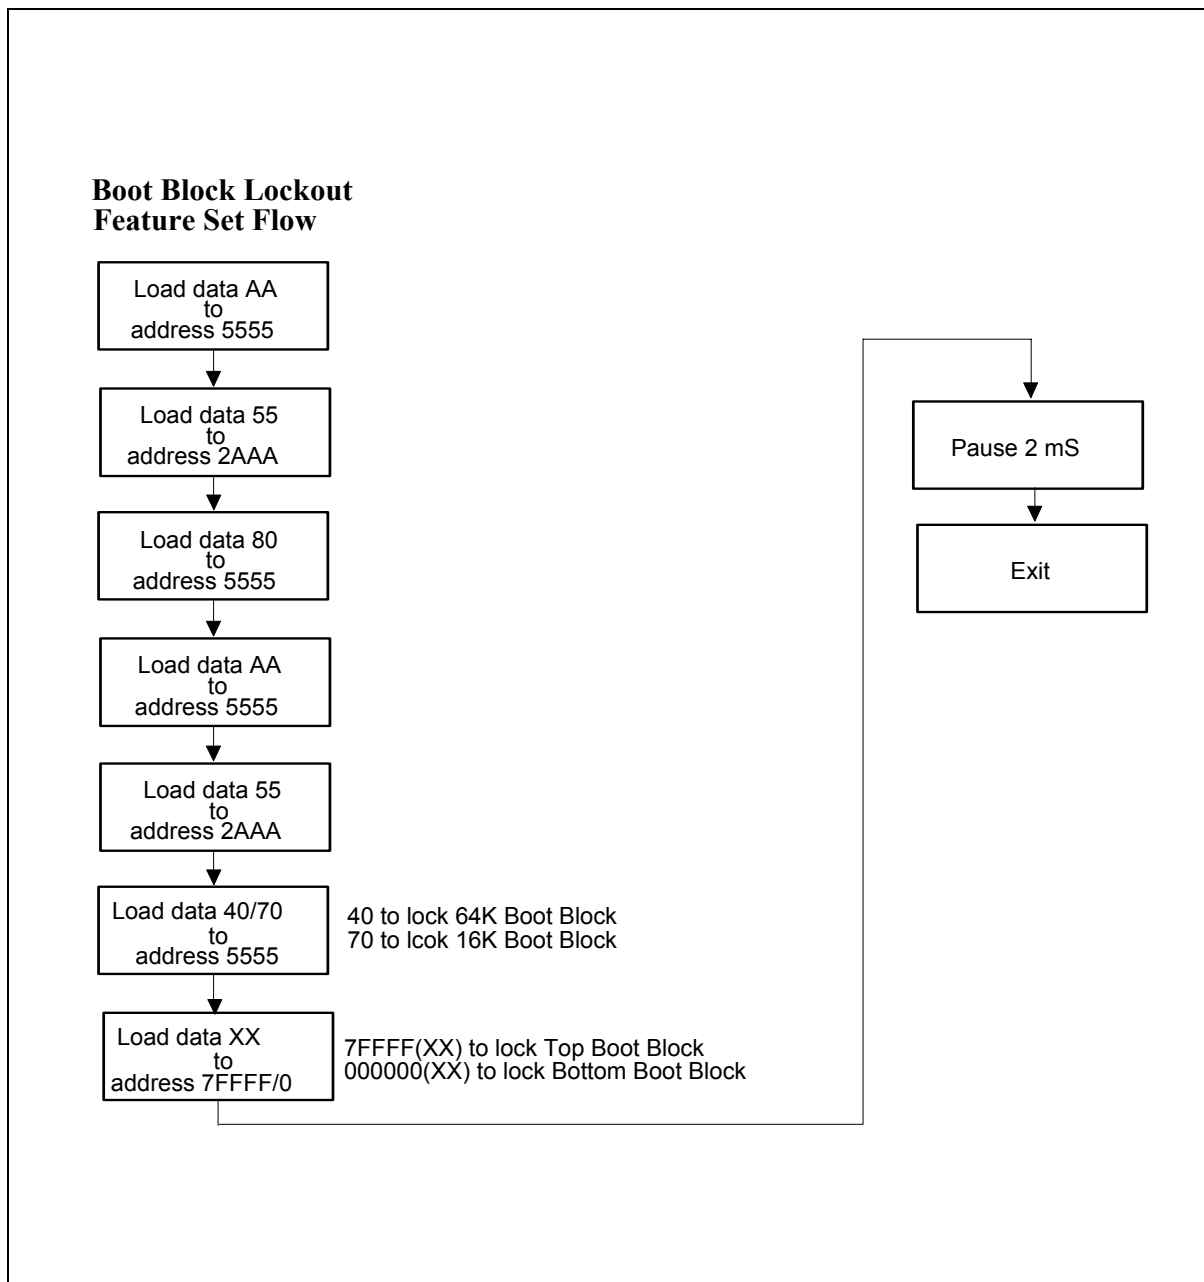 Boot Block Lockout
Feature Set Flow
Load data AA
to
address 5555
Load data 55
to
address 2AAA
Load data 80
to
address 5555
Load data AA
to
address 5555
Load data 55
to
address 2AAA
Load data 40/70
to
address 5555
40 to lock 64K Boot Block
70 to lcok 16K Boot Block
Load data XX
to
address 7FFFF/0
7FFFF(XX) to lock Top Boot Block
000000(XX) to lock Bottom Boot Block
Pause 2 mS
Exit